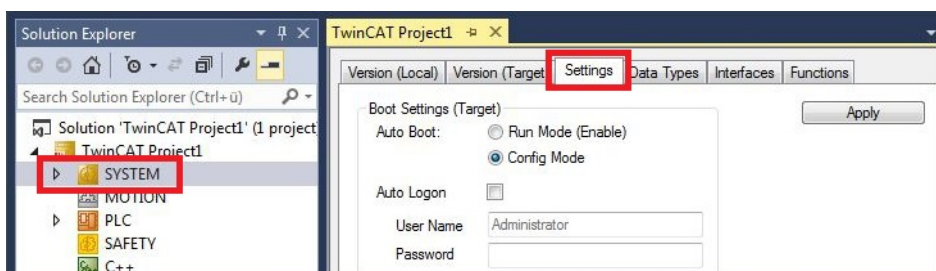 Solution Explorer
Search Solution Explorer (Ctrl+ü)
Solution 'TwinCAT Project1' (1 project
TwinCAT Project1
SYSTEM
MOTION
PLC
SAFETY
C++
TwinCAT Project1
Version (Local) Version (Target Settings Data Types Interfaces Functions
Boot Settings (Target)
Auto Boot: Run Mode (Enable)
Config Mode
Apply
Auto Logon
User Name Administrator
Password